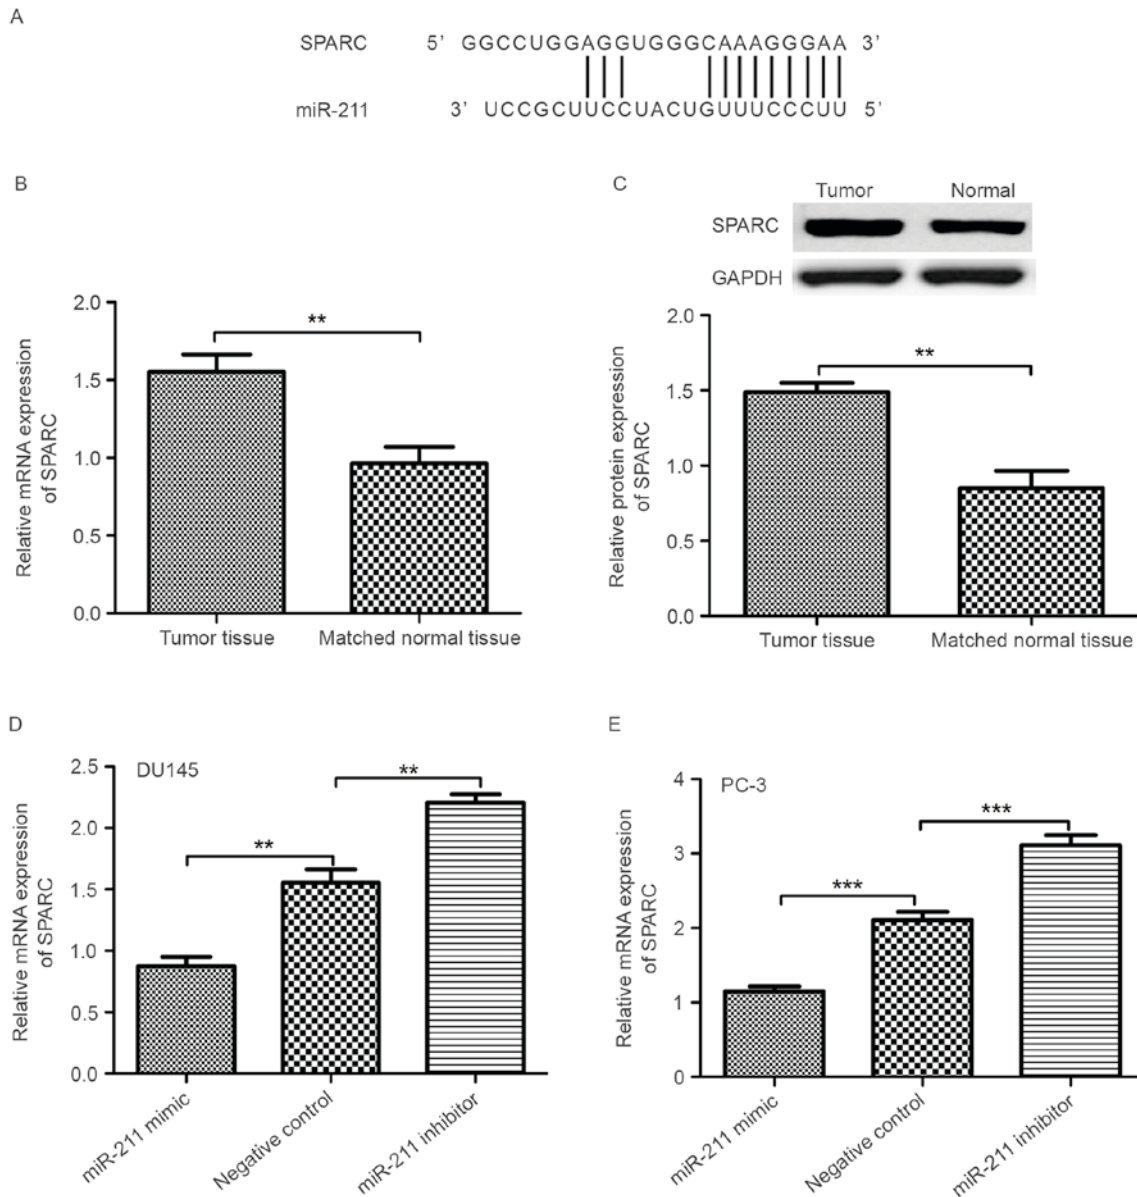 A
SPARC 5’ GGCCUGGAGGUGGGCAAAGGGAA 3’
miR-211 3’ UCCGCUUCCUACUGUUUCCCUU 5’
B
Relative mRNA expression
of SPARC
2.0
1.5
1.0
0.5
0.0
**
Tumor tissue
Matched normal tissue
C
Tumor Normal
SPARC
GAPDH
Relative protein expression
of SPARC
2.0
1.5
1.0
0.5
0.0
**
Tumor tissue
Matched normal tissue
D
DU145
Relative mRNA expression
of SPARC
2.5
2.0
1.5
1.0
0.5
0.0
**
**
miR-211 mimic
Negative control
miR-211 inhibitor
E
PC-3
Relative mRNA expression
of SPARC
4
3
2
1
0
***
***
miR-211 mimic
Negative control
miR-211 inhibitor